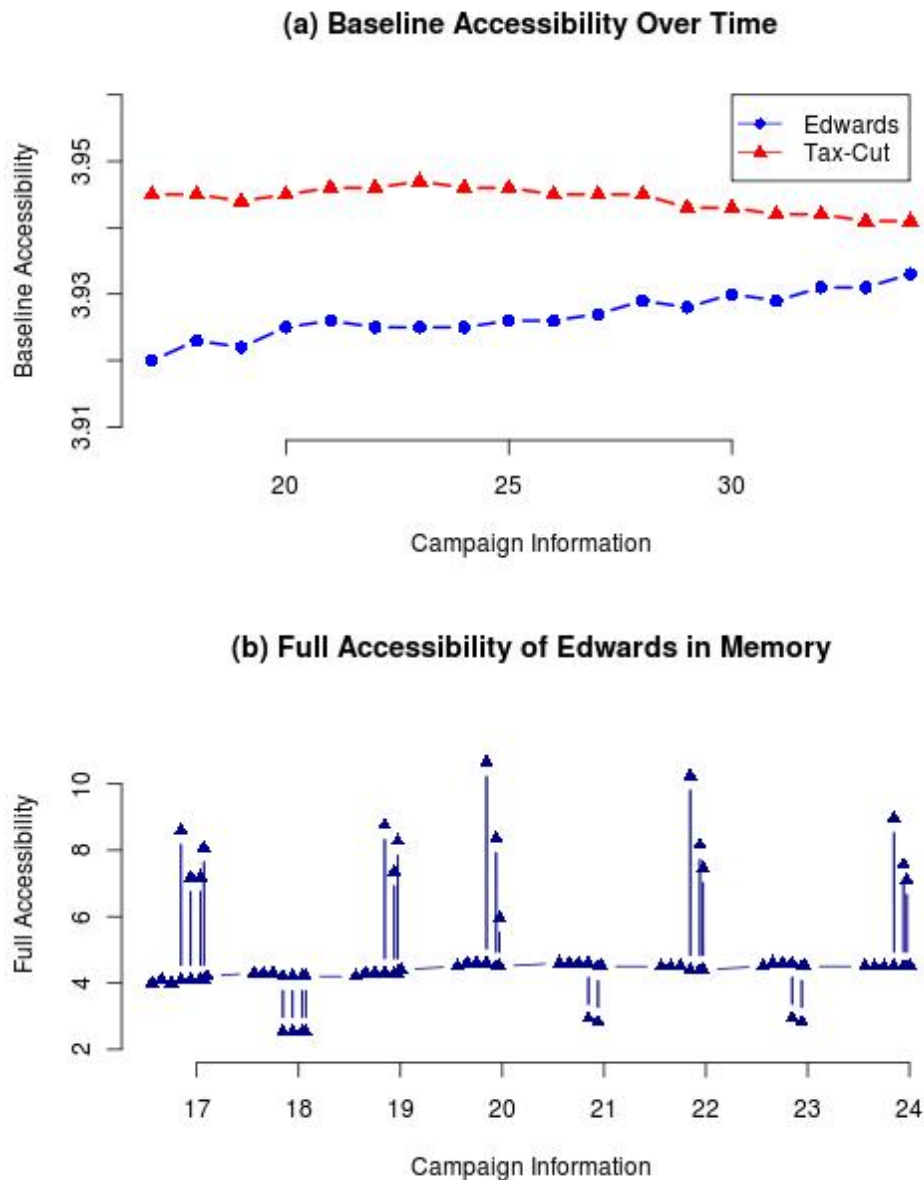 (a) Baseline Accessibility Over Time
Baseline Accessibility
3.95
3.93
3.91
Edwards
Tax-Cut
20 25 30
Campaign Information
(b) Full Accessibility of Edwards in Memory
Full Accessibility
10
8
6
4
2
17 18 19 20 21 22 23 24
Campaign Information